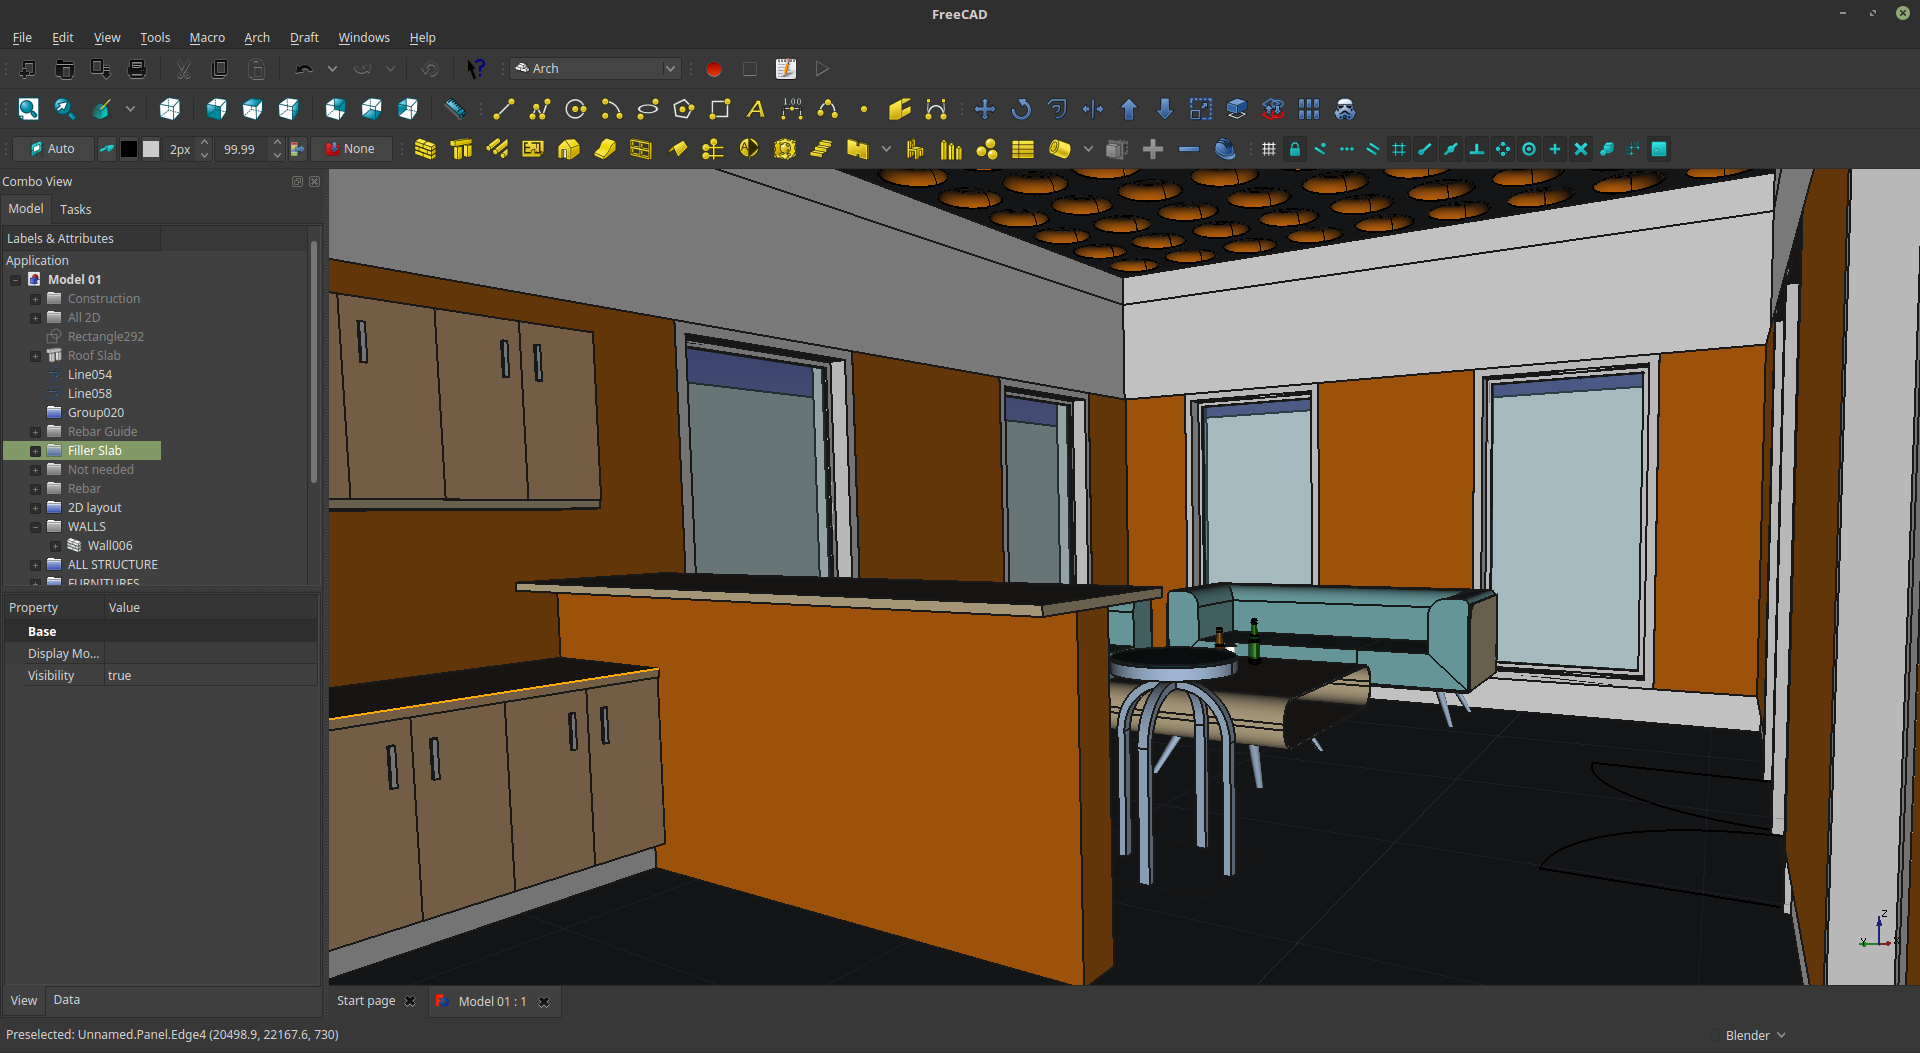 FreeCAD
File Edit View Tools Macro Arch Draft Windows Help
Arch
A 1.00
Auto 2px 99.99 None
Combo View
Model Tasks
Labels & Attributes
Application
Model 01
Construction
All 2D
Rectangle292
Roof Slab
Line054
Line058
Group020
Rebar Guide
Filler Slab
Not needed
Rebar
2D layout
WALLS
Wall006
ALL STRUCTURE
FURNITURES
Property Value
Base
Display Mo...
Visibility true
Z
Y X
View Data
Start page Model 01 : 1
Preselected: Unnamed.Panel.Edge4 (20498.9, 22167.6, 730)
Blender